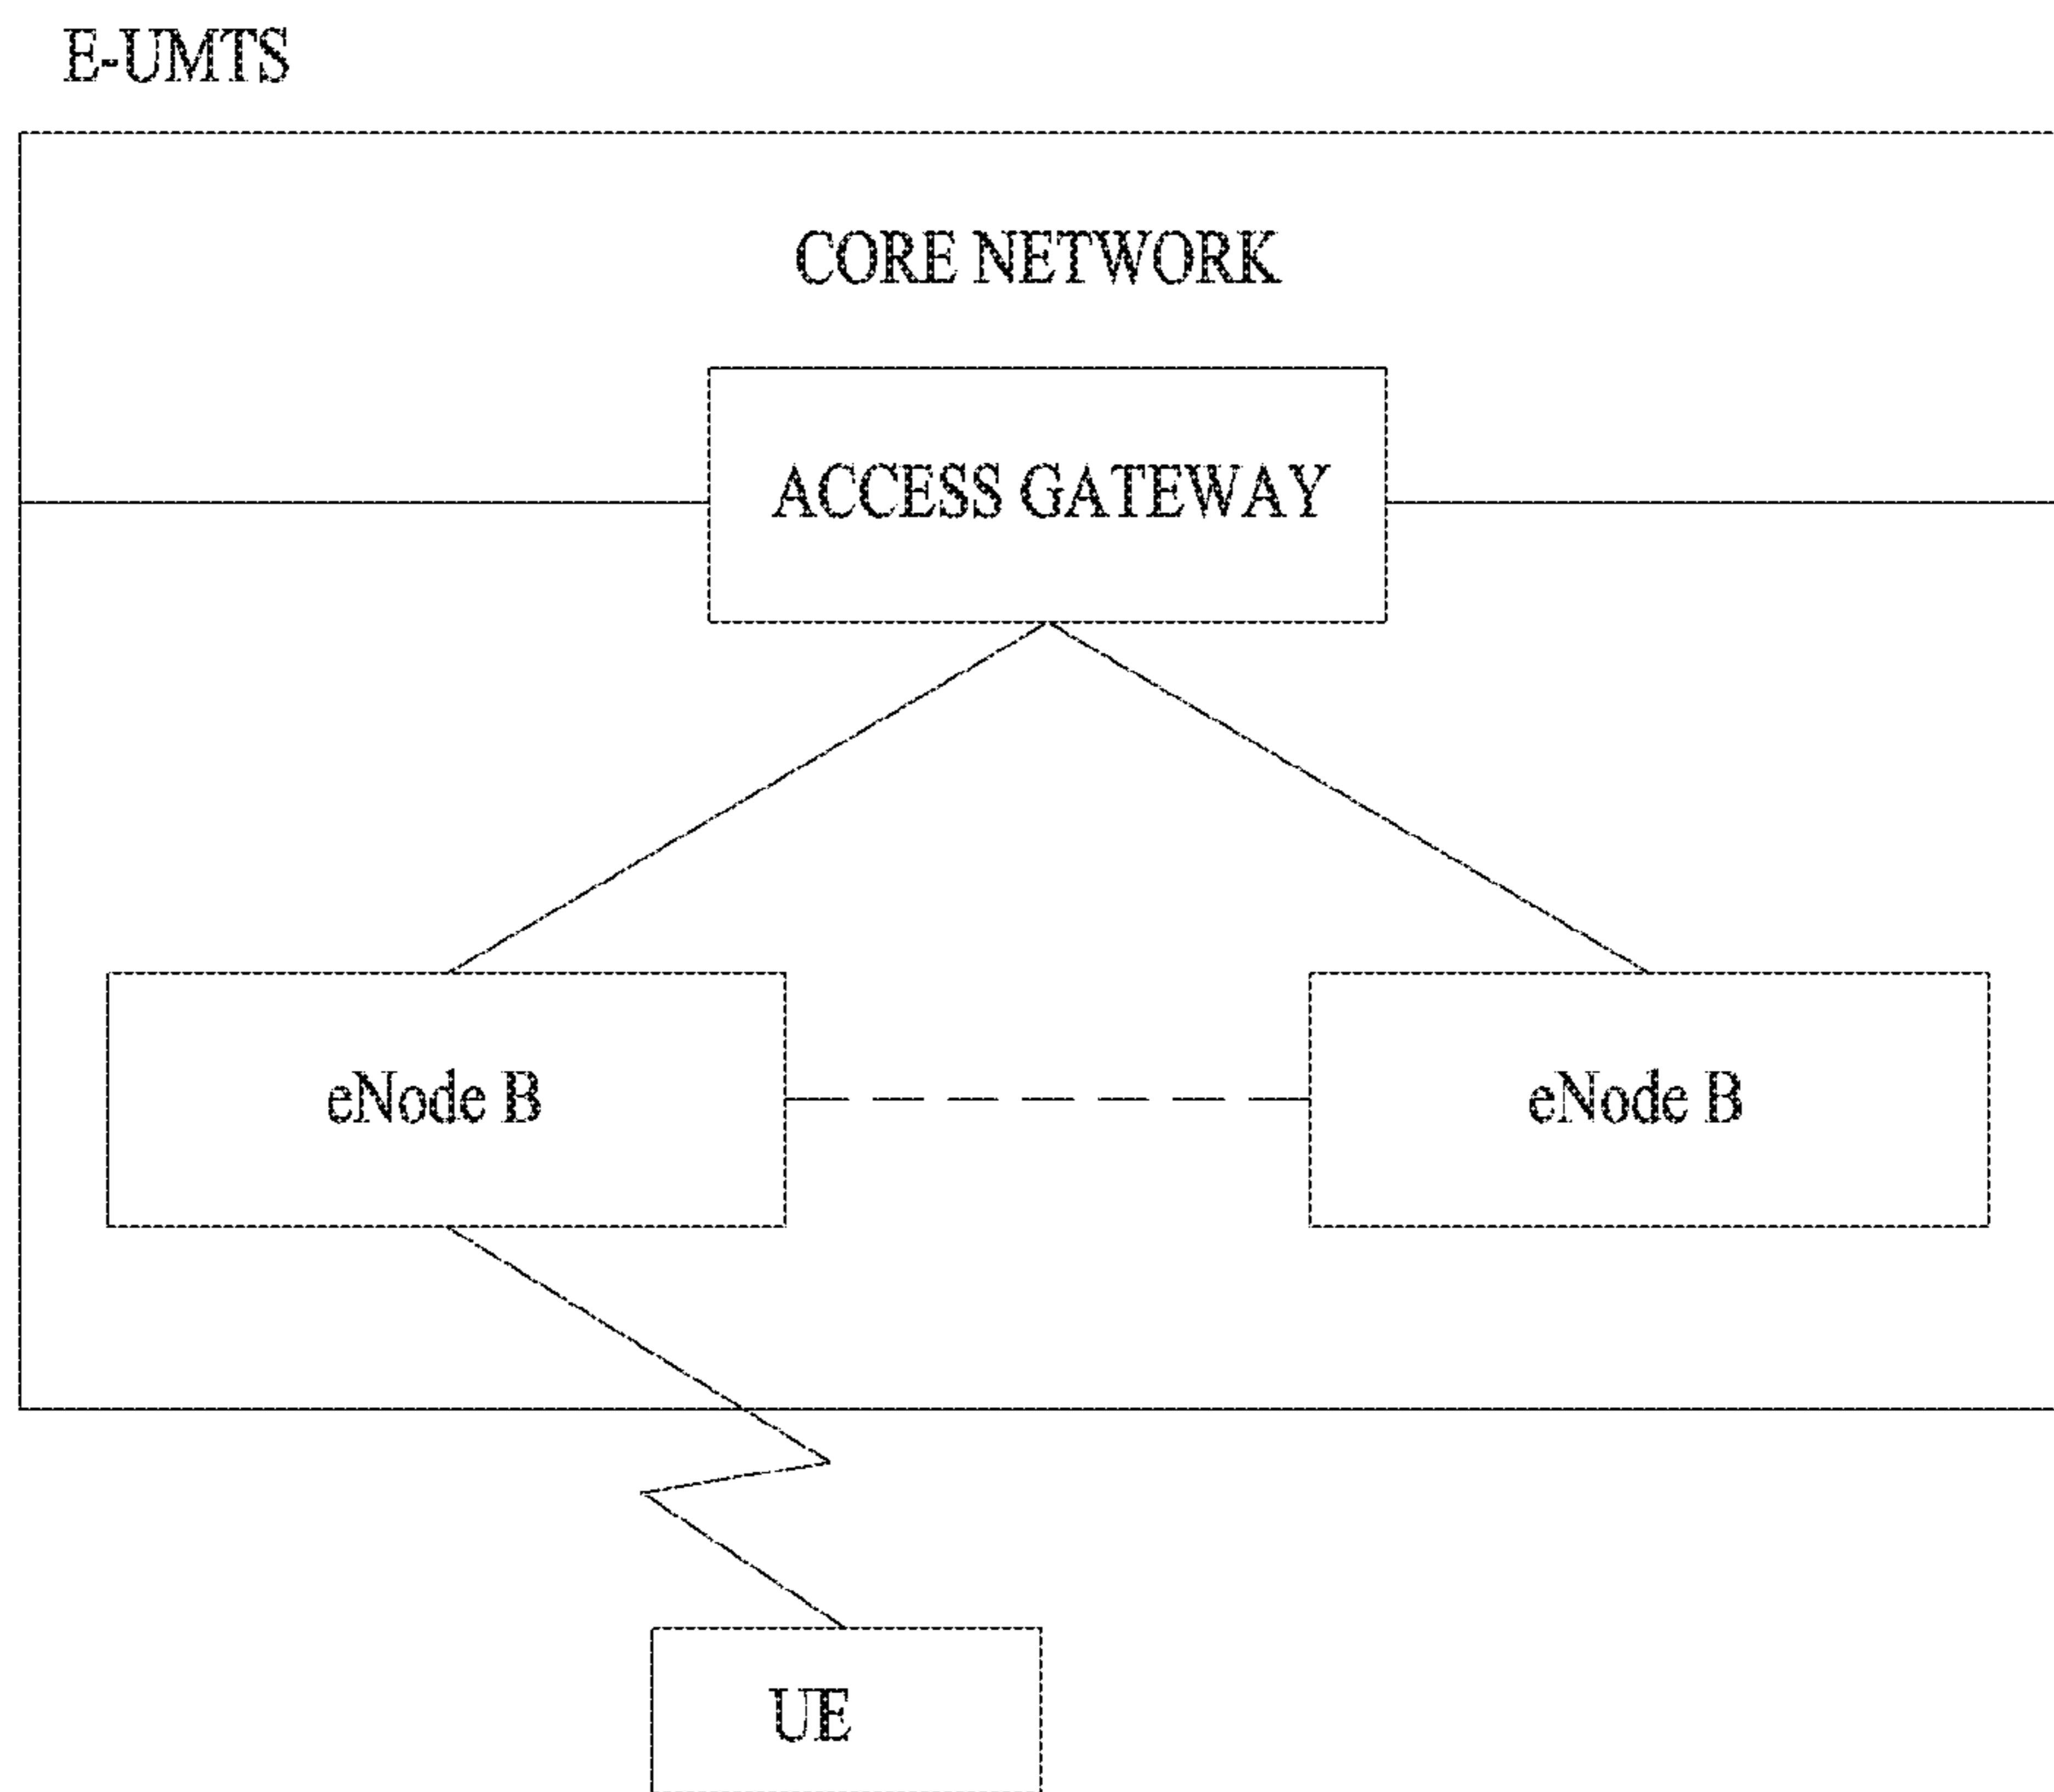 E-UMTS
CORE NETWORK
ACCESS GATEWAY
eNode B
eNode B
UE